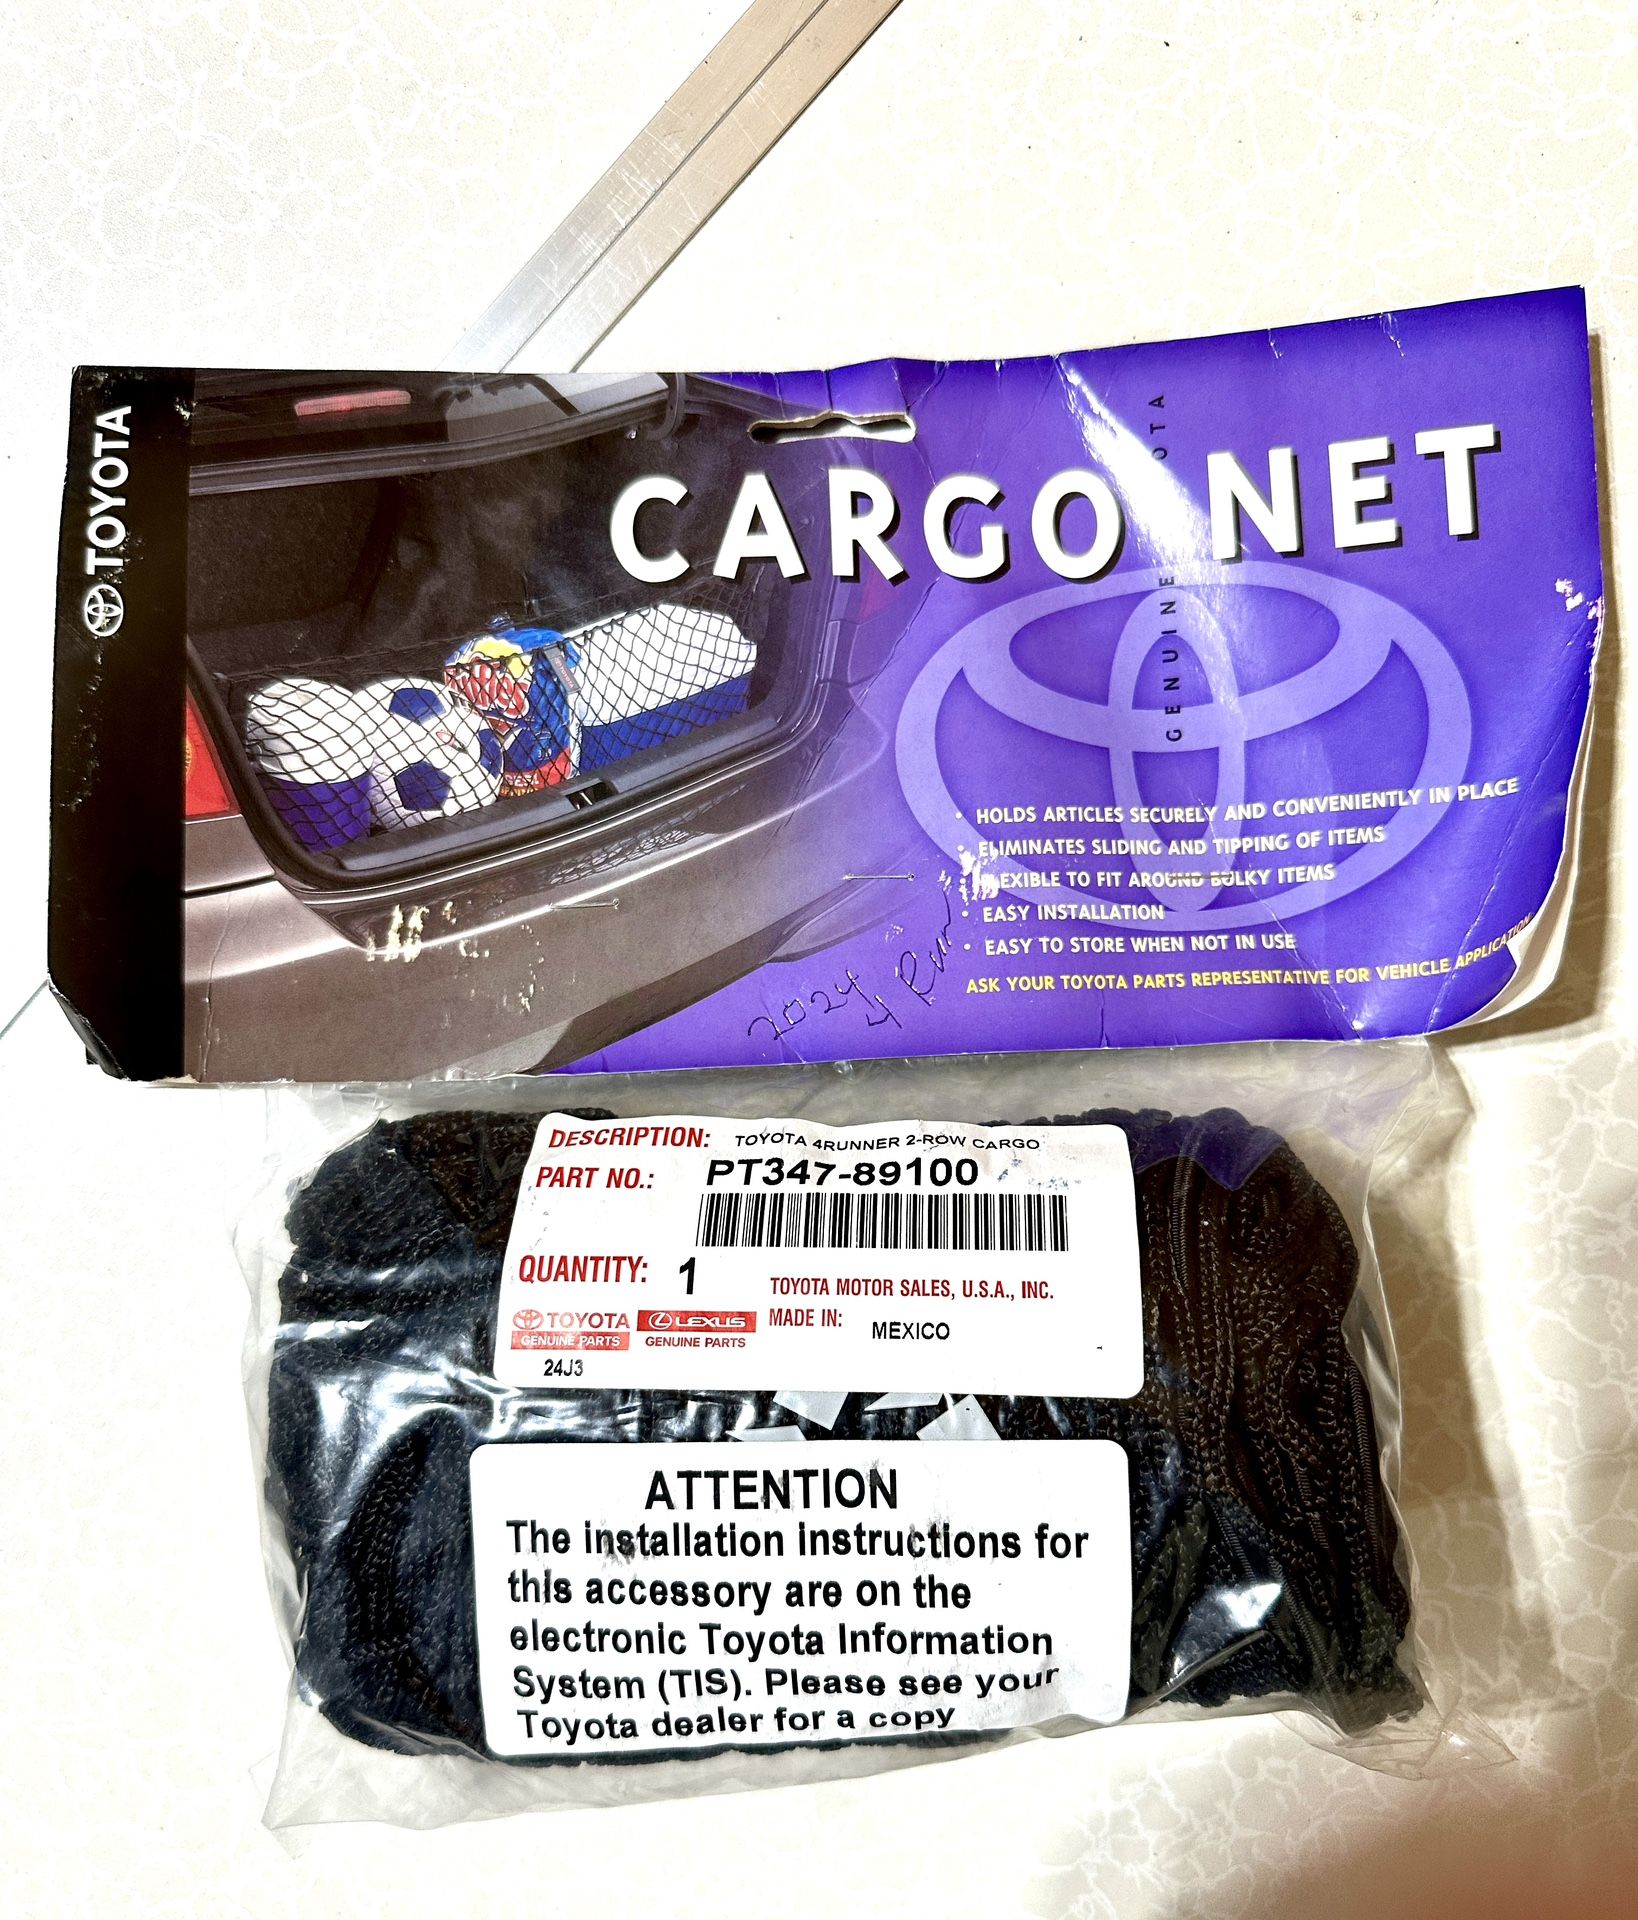 TOYOTA
CARGO NET
GENUINE
OTA
TOYOTA
• HOLDS ARTICLES SECURELY AND CONVENIENTLY IN PLACE
• ELIMINATES SLIDING AND TIPPING OF ITEMS
• FLEXIBLE TO FIT AROUND BULKY ITEMS
• EASY INSTALLATION
• EASY TO STORE WHEN NOT IN USE
ASK YOUR TOYOTA PARTS REPRESENTATIVE FOR VEHICLE APPLICATION
2024
4 Run
DESCRIPTION: TOYOTA 4RUNNER 2-ROW CARGO
PART NO.: PT347-89100
QUANTITY: 1
TOYOTA MOTOR SALES, U.S.A., INC.
TOYOTA LEXUS MADE IN: MEXICO
GENUINE PARTS GENUINE PARTS
24J3
ATTENTION
The installation instructions for
this accessory are on the
electronic Toyota Information
System (TIS). Please see your
Toyota dealer for a copy